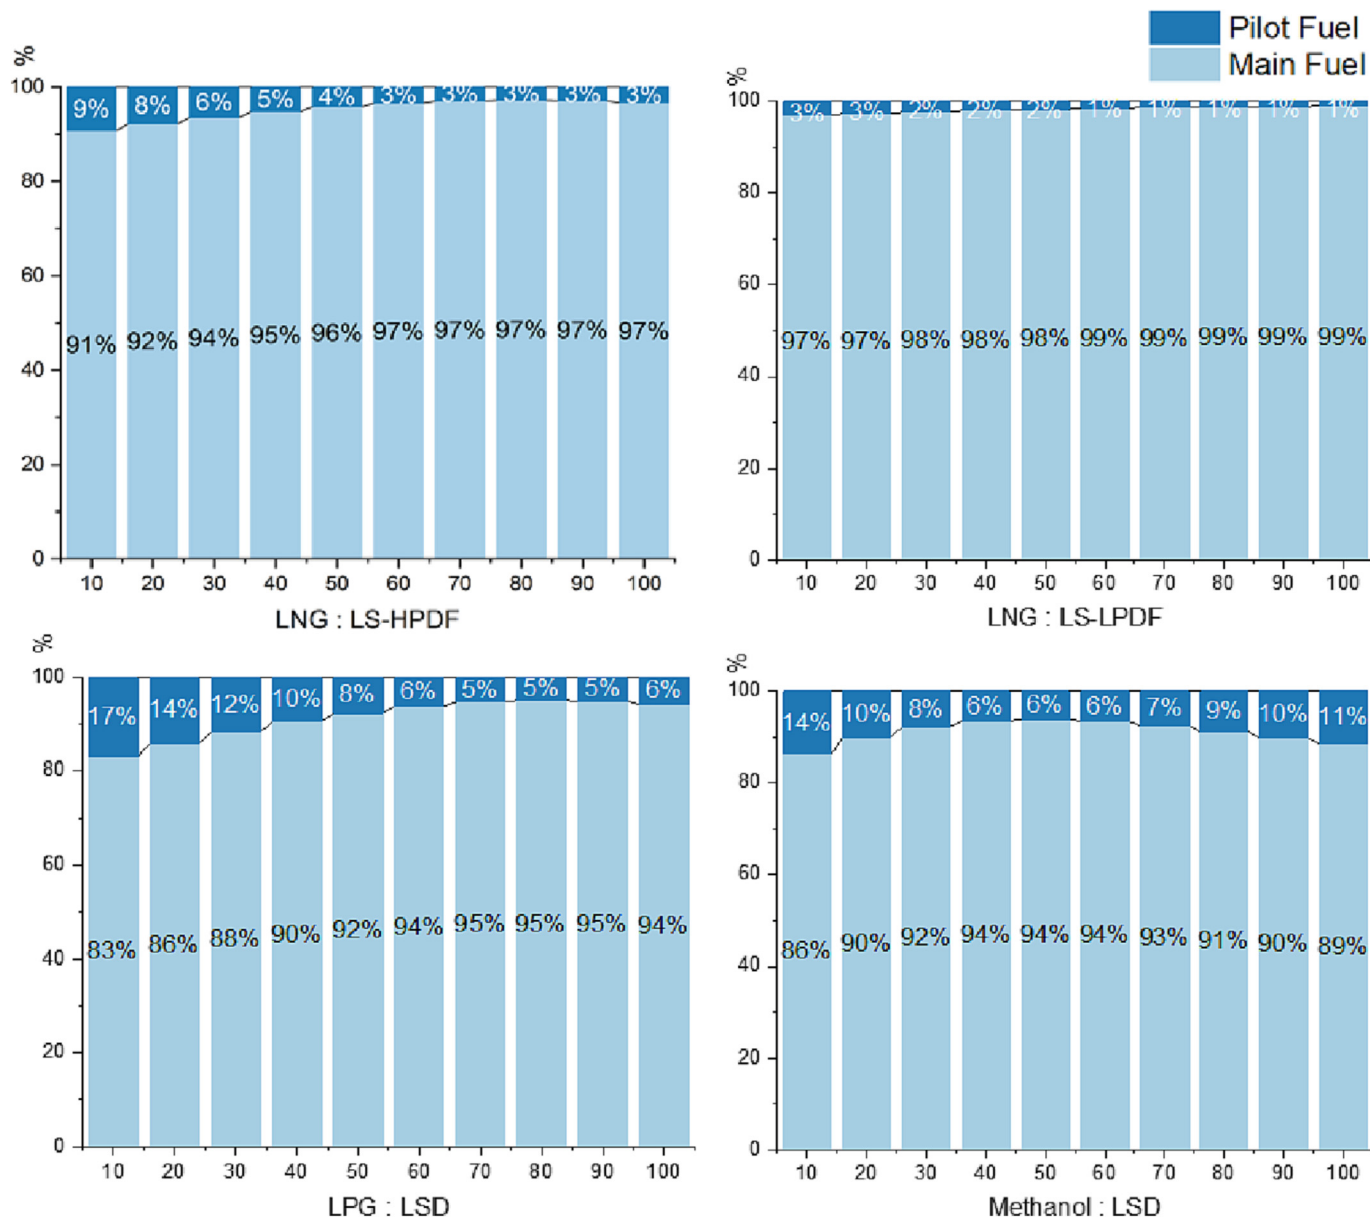 Pilot Fuel
Main Fuel
%
100
80
60
40
20
0
9% 8% 6% 5% 4% 3% 3% 3% 3% 3%
91% 92% 94% 95% 96% 97% 97% 97% 97% 97%
10 20 30 40 50 60 70 80 90 100
LNG : LS-HPDF
%
100
80
60
40
20
0
3% 3% 2% 2% 2% 1% 1% 1% 1% 1%
97% 97% 98% 98% 98% 99% 99% 99% 99% 99%
10 20 30 40 50 60 70 80 90 100
LNG : LS-LPDF
%
100
80
60
40
20
0
17% 14% 12% 10% 8% 6% 5% 5% 5% 6%
83% 86% 88% 90% 92% 94% 95% 95% 95% 94%
10 20 30 40 50 60 70 80 90 100
LPG : LSD
%
100
80
60
40
20
0
14% 10% 8% 6% 6% 6% 7% 9% 10% 11%
86% 90% 92% 94% 94% 94% 93% 91% 90% 89%
10 20 30 40 50 60 70 80 90 100
Methanol : LSD